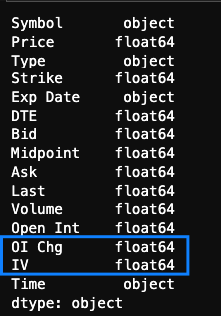 Symbol object
Price float64
Type object
Strike float64
Exp Date object
DTE float64
Bid float64
Midpoint float64
Ask float64
Last float64
Volume float64
Open Int float64
OI Chg float64
IV float64
Time object
dtype: object